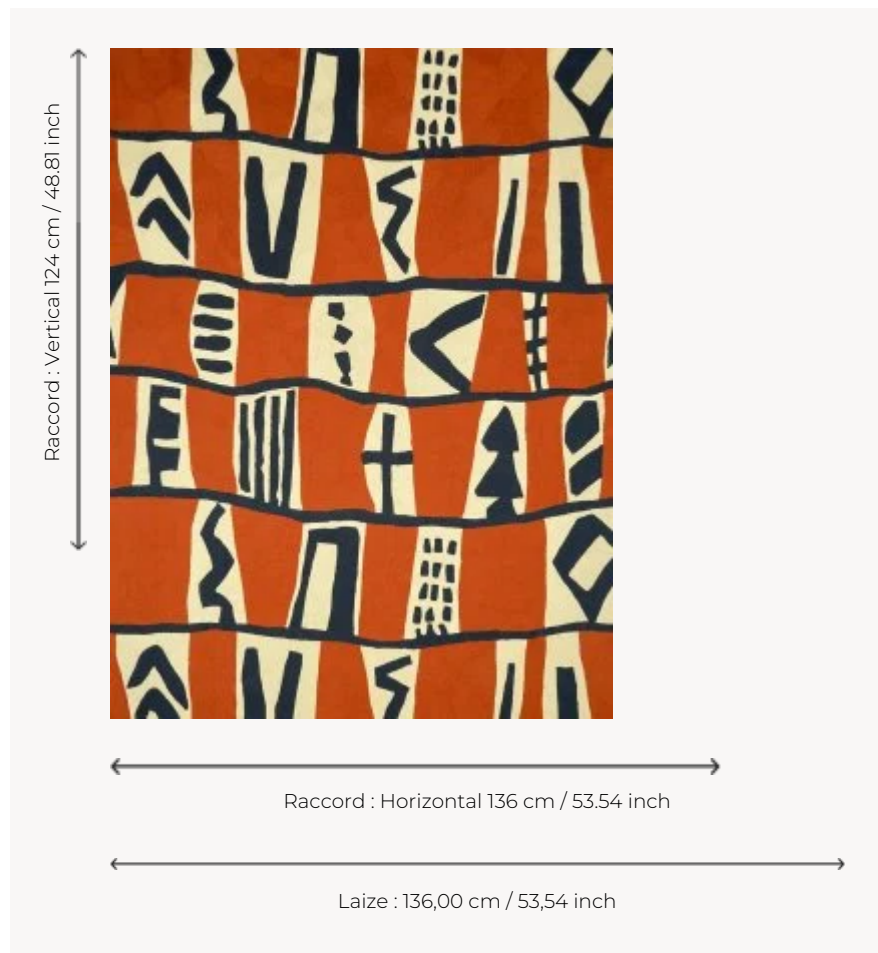 Raccord : Vertical 124 cm / 48.81 inch
Raccord : Horizontal 136 cm / 53.54 inch
Laize : 136,00 cm / 53,54 inch